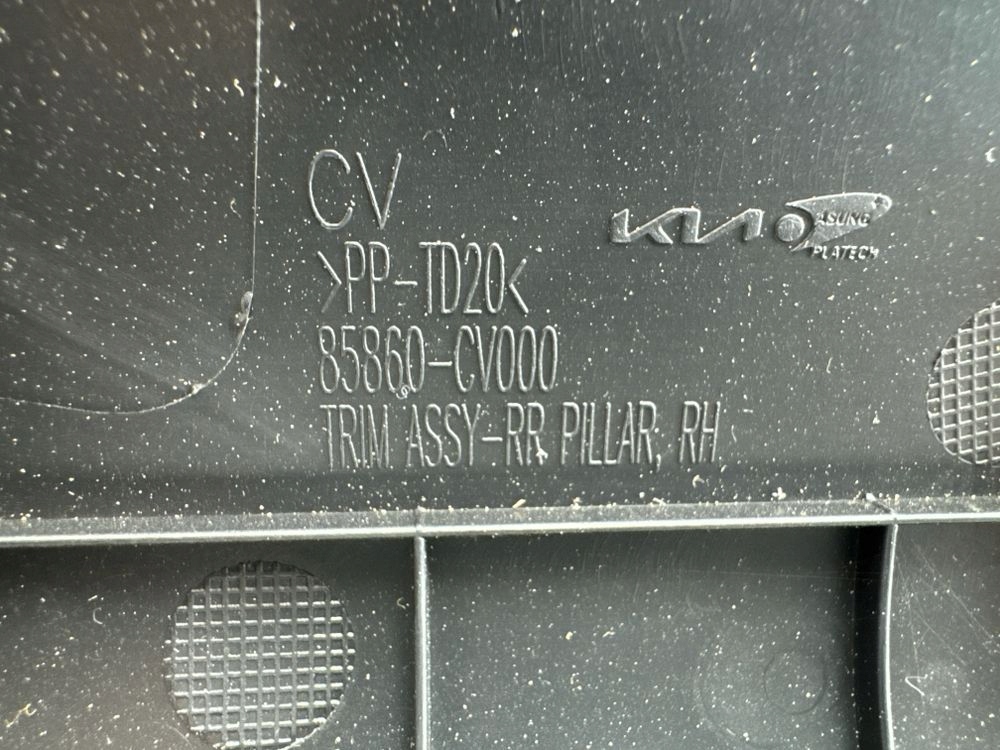 CV
KIA ASUNG
PLATECH
>PP-TD20<
85860-CV000
TRIM ASSY-RR PILLAR, RH